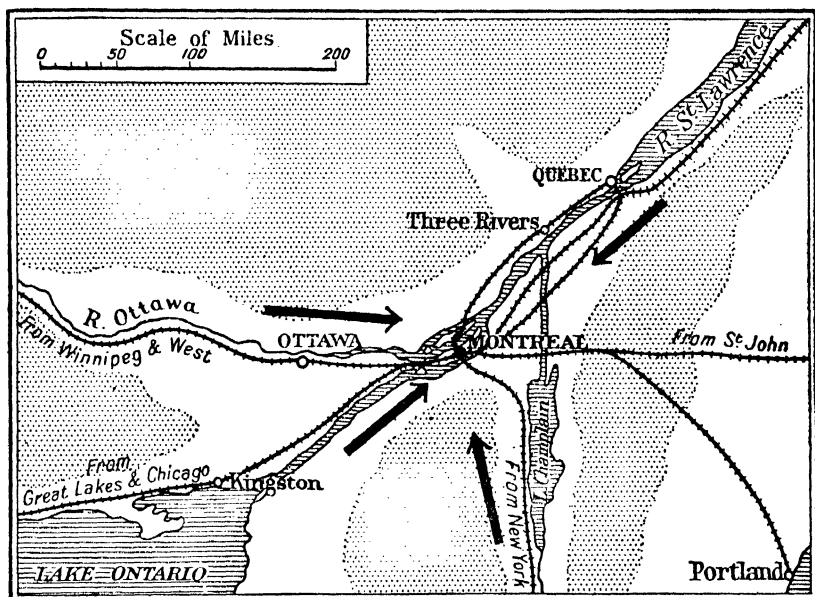 Scale of Miles
0 50 100 200
R. St. Lawrence
QUEBEC
Three Rivers
R. Ottawa
From Winnipeg & West
OTTAWA
MONTREAL
From St. John
From
Great Lakes & Chicago
Kingston
From New York
L. Champlain
LAKE ONTARIO
Portland